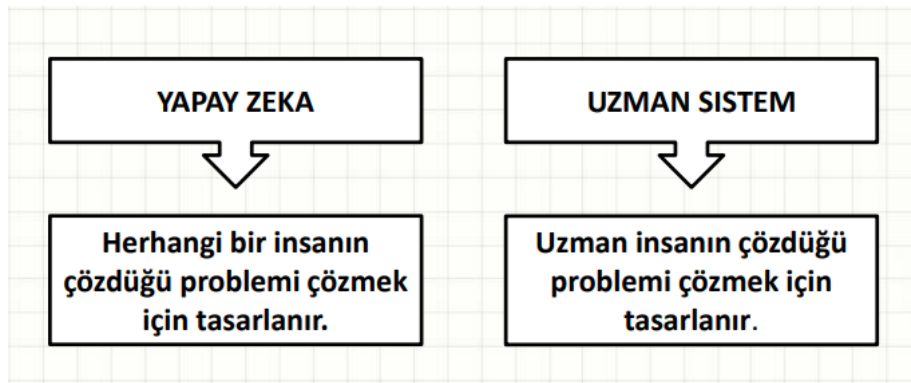 YAPAY ZEKA
UZMAN SISTEM
Herhangi bir insanın
çözdüğü problemi çözmek
için tasarlanır.
Uzman insanın çözdüğü
problemi çözmek için
tasarlanır.